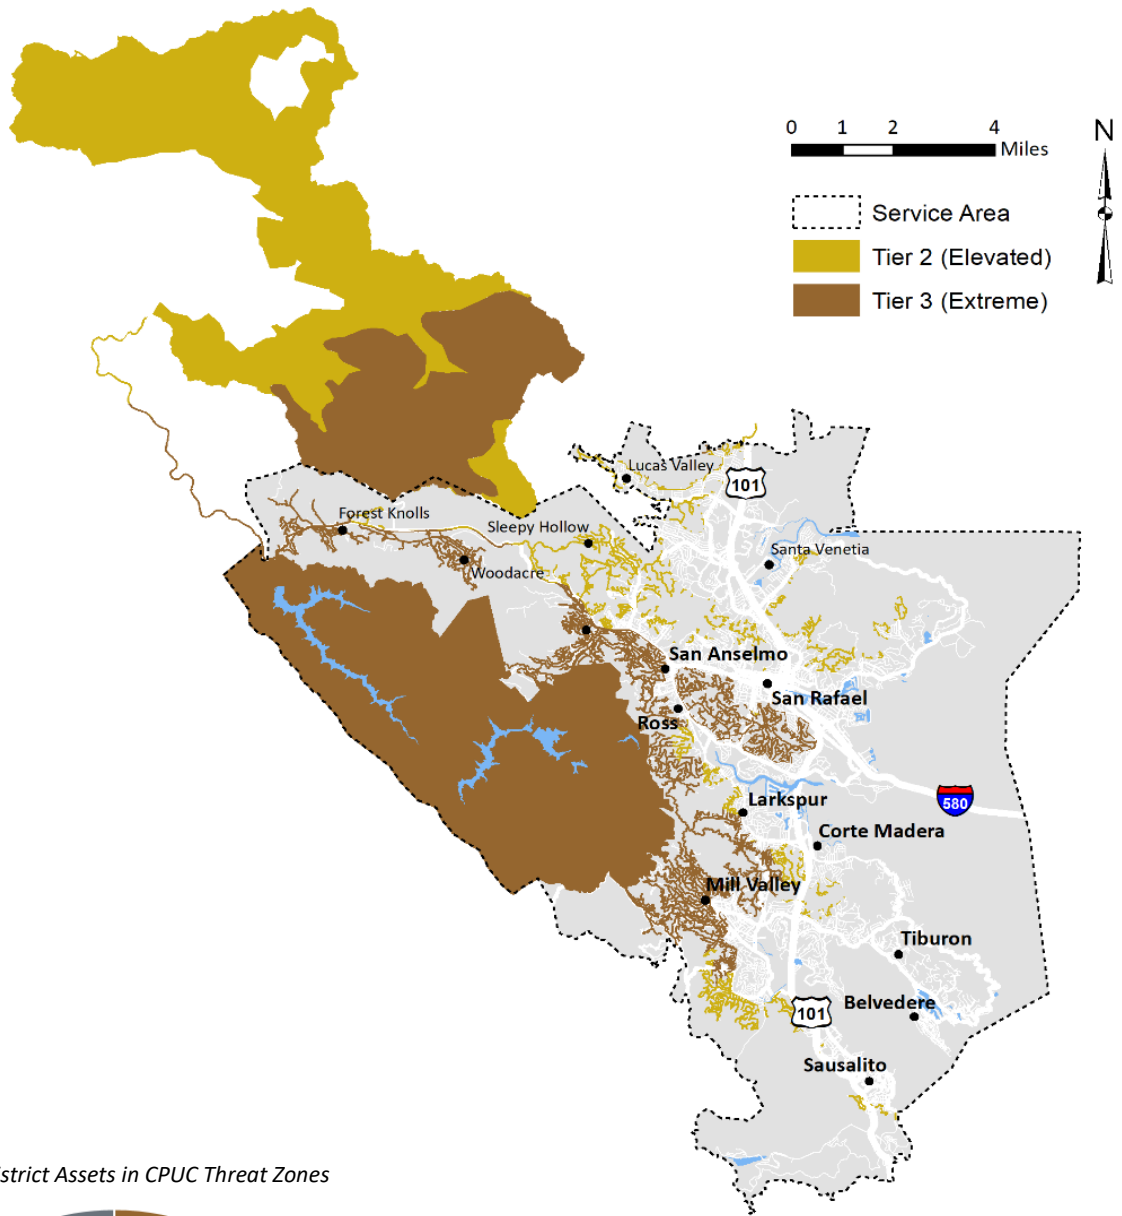 0 1 2 4
Miles
N
Service Area
Tier 2 (Elevated)
Tier 3 (Extreme)
Lucas Valley
101
Forest Knolls
Sleepy Hollow
Santa Venetia
Woodacre
San Anselmo
San Rafael
Ross
580
Larkspur
Corte Madera
Mill Valley
Tiburon
Belvedere
101
Sausalito
Assets in CPUC Threat Zones